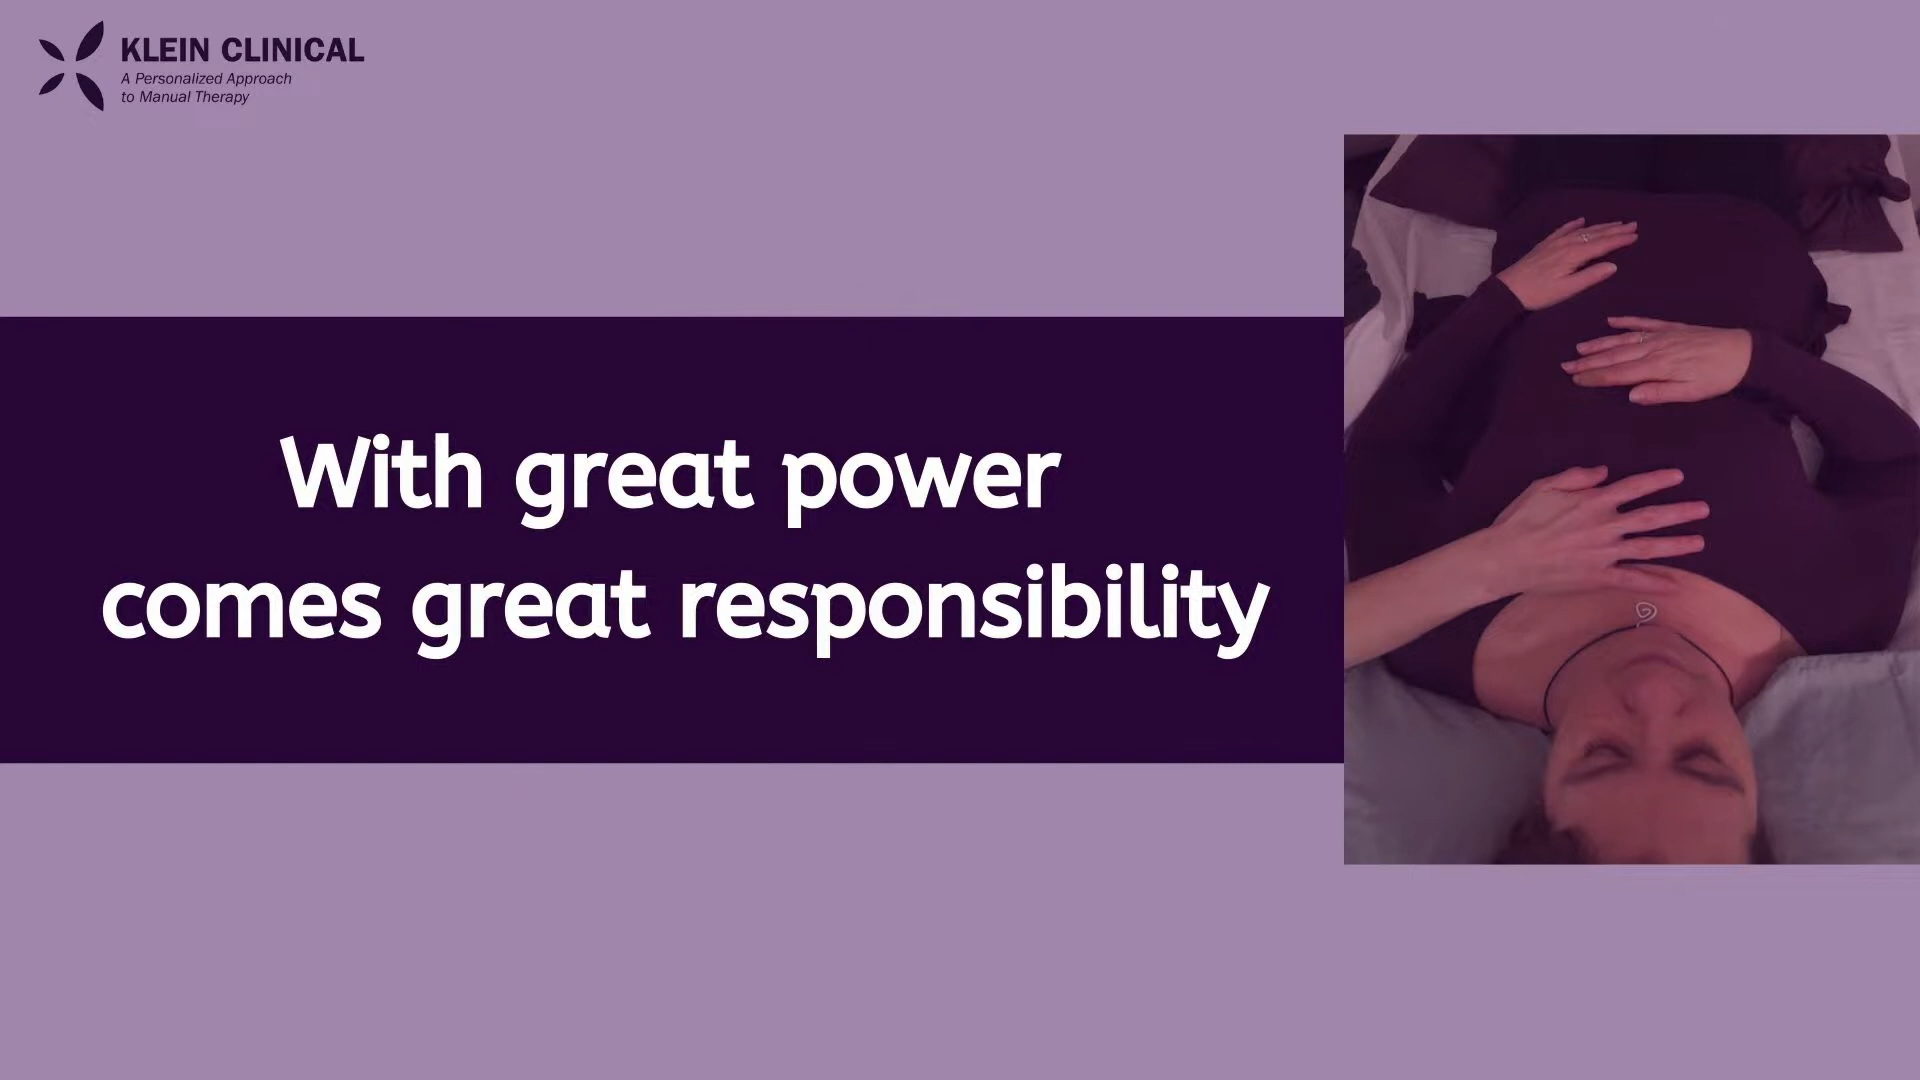 KLEIN CLINICAL
A Personalized Approach
to Manual Therapy
With great power
comes great responsibility